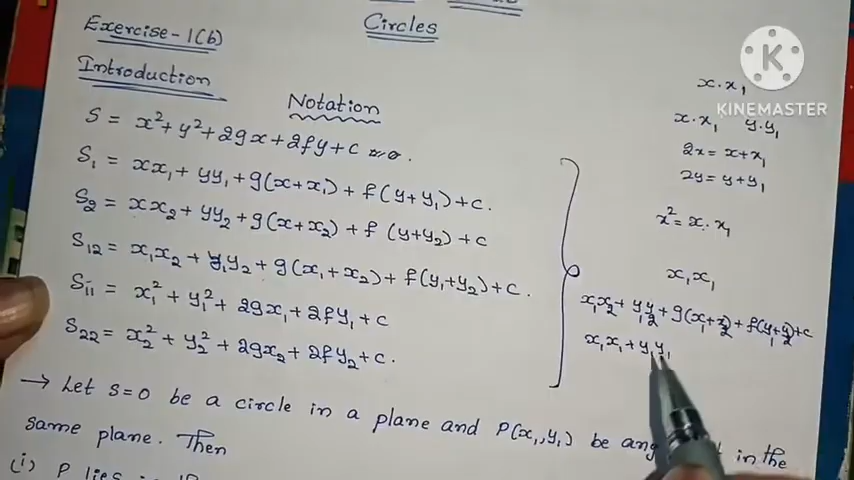 Circles
Exercise-1(b)
Introduction
Notation
S = x²+y²+2gx+2fy+c
S₁ = xx₁+yy₁+g(x+x₁)+f(y+y₁)+c.
S₂ = xx₂+yy₂+g(x+x₂)+f(y+y₂)+c
S₁₂ = x₁x₂+y₁y₂+g(x₁+x₂)+f(y₁+y₂)+c.
S₁₁ = x₁²+y₁²+2gx₁+2fy₁+c
S₂₂ = x₂²+y₂²+2gx₂+2fy₂+c.
→ Let S=0 be a circle in a plane and P(x₁,y₁) be any in the
same plane. Then
(i) P lies
x·x₁
KINEMASTER
x·x₁ y·y₁
2x = x+x₁
2y = y+y₁
x² = x·x₁
x₁x₁
x₁x₂+y₁y₂+g(x₁+x₂)+f(y₁+y₂)+c
x₁x₁+y₁y₁